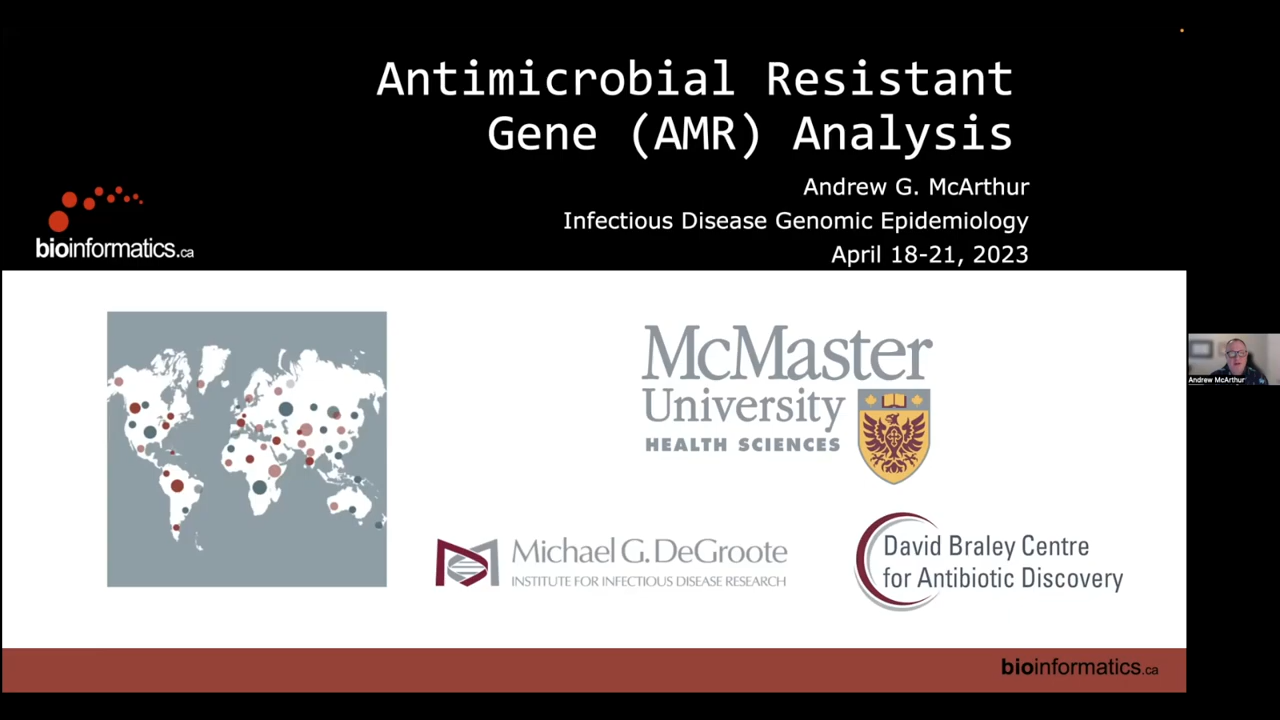 Antimicrobial Resistant
Gene (AMR) Analysis
Andrew G. McArthur
Infectious Disease Genomic Epidemiology
April 18-21, 2023
bioinformatics.ca
McMaster
University
HEALTH SCIENCES
Andrew McArthur
Michael G. DeGroote
INSTITUTE FOR INFECTIOUS DISEASE RESEARCH
David Braley Centre
for Antibiotic Discovery
bioinformatics.ca